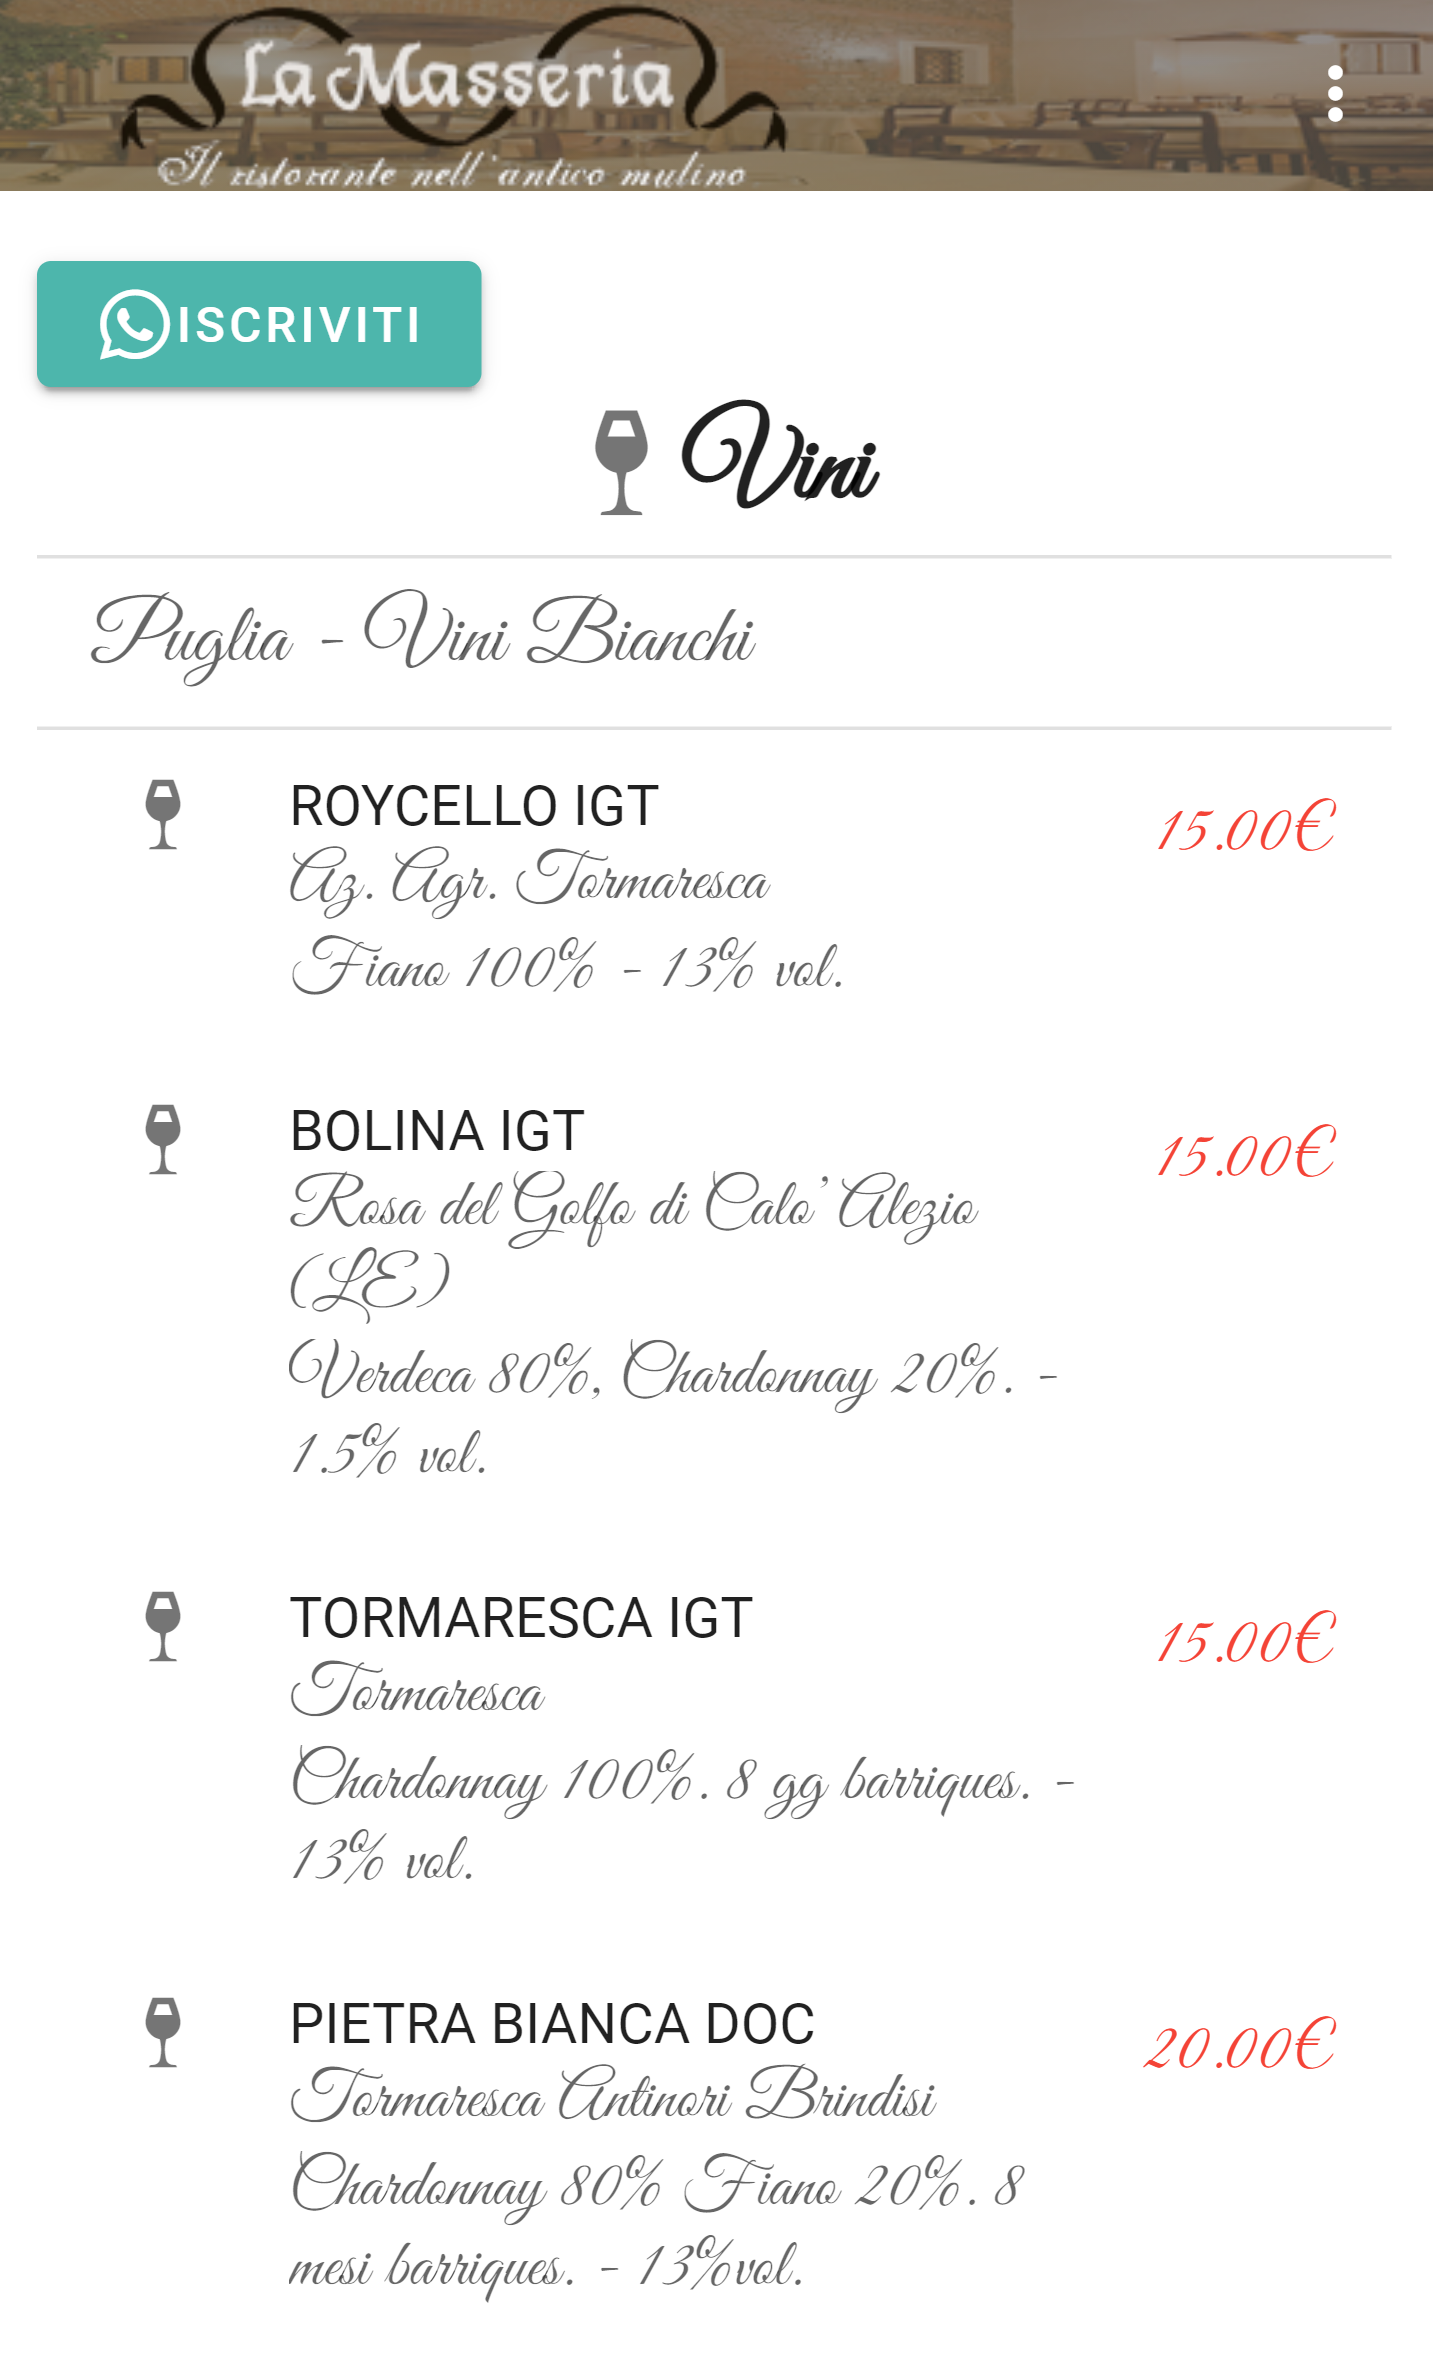 La Masseria
Il ristorante nell'antico mulino
ISCRIVITI
Vini
Puglia - Vini Bianchi
ROYCELLO IGT
15.00€
Az. Agr. Tormaresca
Fiano 100% - 13% vol.
BOLINA IGT
15.00€
Rosa del Golfo di Calo' Alezio
(LE)
Verdeca 80%, Chardonnay 20%. -
1.5% vol.
TORMARESCA IGT
15.00€
Tormaresca
Chardonnay 100%. 8 gg barriques. -
13% vol.
PIETRA BIANCA DOC
20.00€
Tormaresca Antinori Brindisi
Chardonnay 80% Fiano 20%. 8
mesi barriques. - 13%vol.